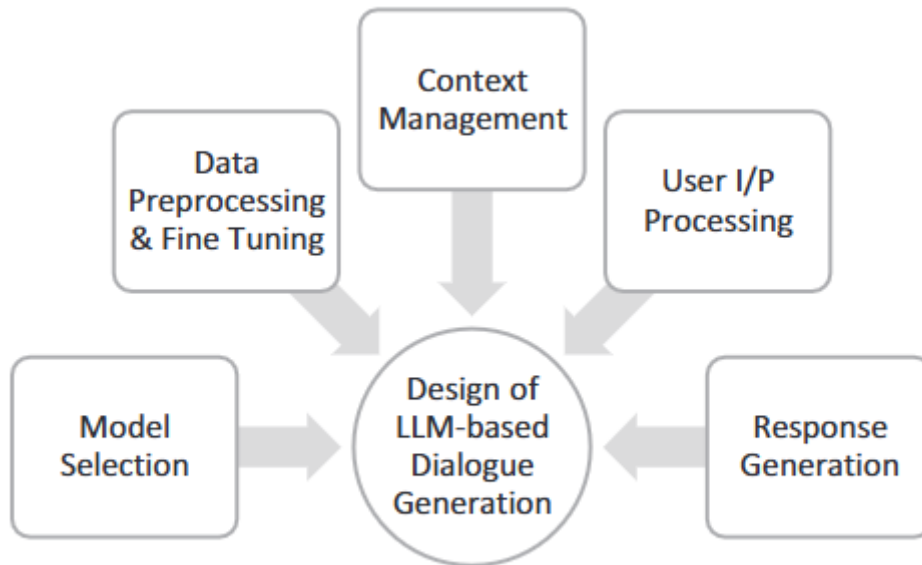 Context
Management
Data
Preprocessing
& Fine Tuning
User I/P
Processing
Model
Selection
Design of
LLM-based
Dialogue
Generation
Response
Generation